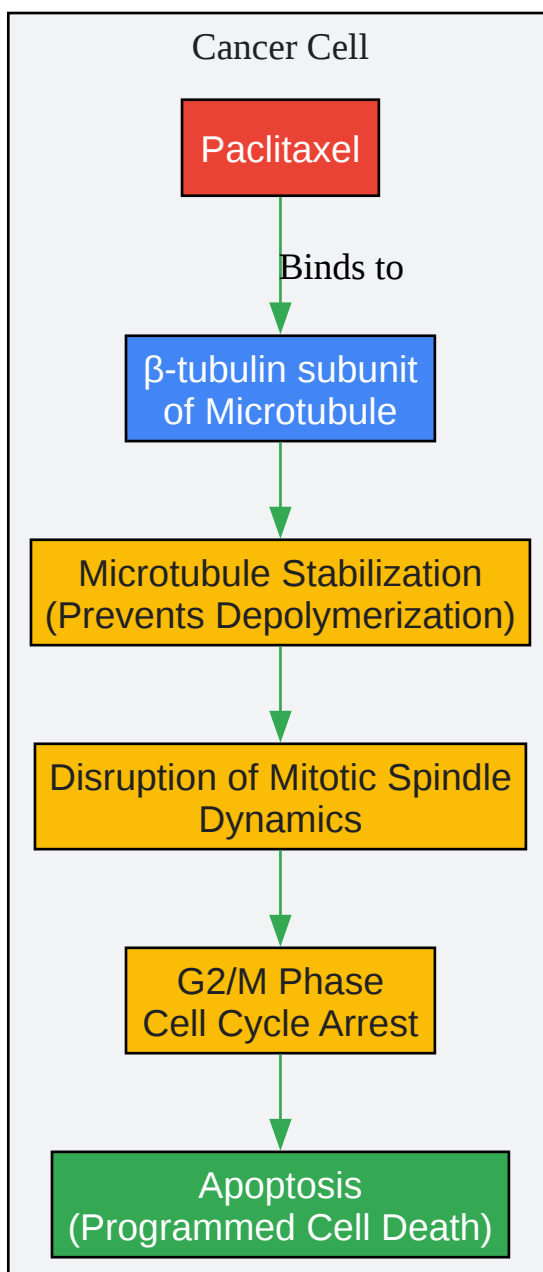 Cancer Cell
Paclitaxel
Binds to
β-tubulin subunit
of Microtubule
Microtubule Stabilization
(Prevents Depolymerization)
Disruption of Mitotic Spindle
Dynamics
G2/M Phase
Cell Cycle Arrest
Apoptosis
(Programmed Cell Death)